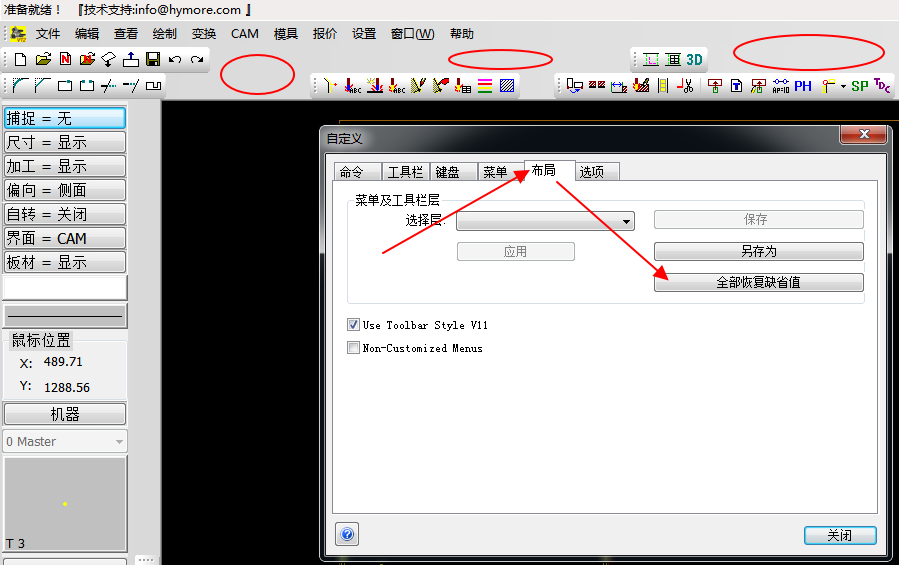 准备就绪！ 『技术支持:info@hymore.com 』
文件 编辑 查看 绘制 变换 CAM 模具 报价 设置 窗口(W) 帮助
3D
ABC ABC AP=10 PH SP TDC
捕捉 = 无
尺寸 = 显示
加工 = 显示
偏向 = 侧面
自转 = 关闭
界面 = CAM
板材 = 显示
鼠标位置
X: 489.71
Y: 1288.56
机器
0 Master
T 3
自定义
命令 工具栏 键盘 菜单 布局 选项
菜单及工具栏层
选择层: 保存
应用 另存为
全部恢复缺省值
Use Toolbar Style V11
Non-Customized Menus
关闭